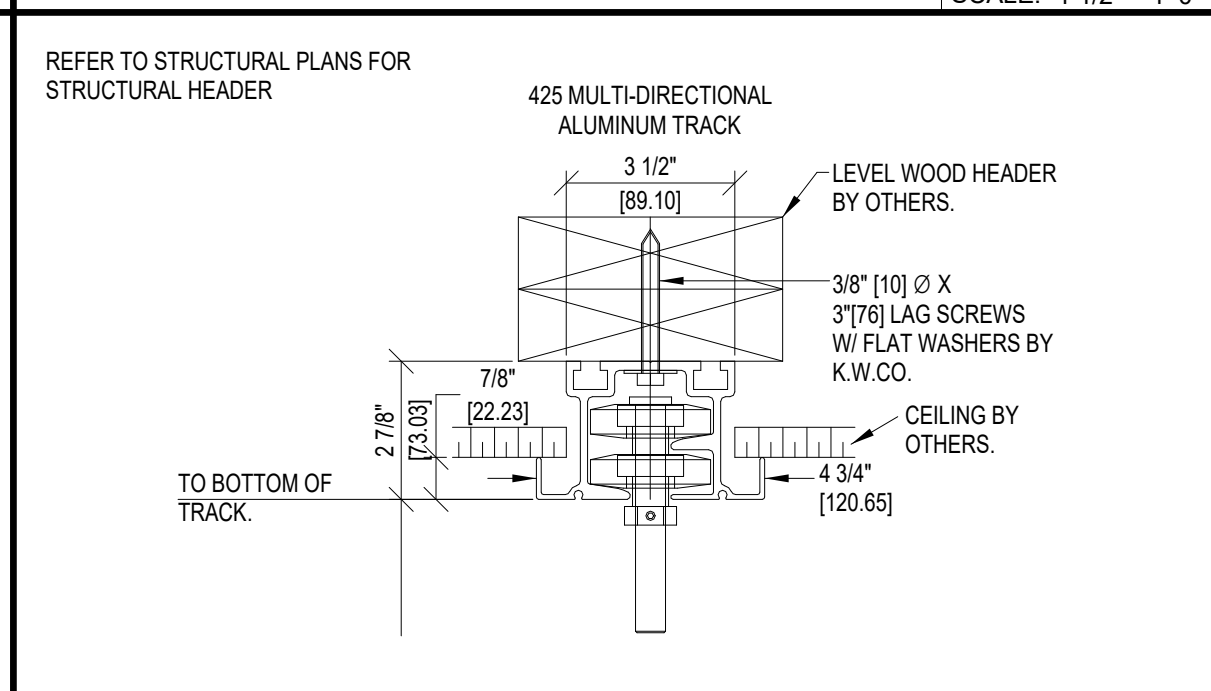 REFER TO STRUCTURAL PLANS FOR
STRUCTURAL HEADER
425 MULTI-DIRECTIONAL
ALUMINUM TRACK
3 1/2"
[89.10]
LEVEL WOOD HEADER
BY OTHERS.
3/8" [10] Ø X
3"[76] LAG SCREWS
W/ FLAT WASHERS BY
K.W.CO.
7/8"
[22.23]
2 7/8"
[73.03]
CEILING BY
OTHERS.
4 3/4"
[120.65]
TO BOTTOM OF
TRACK.